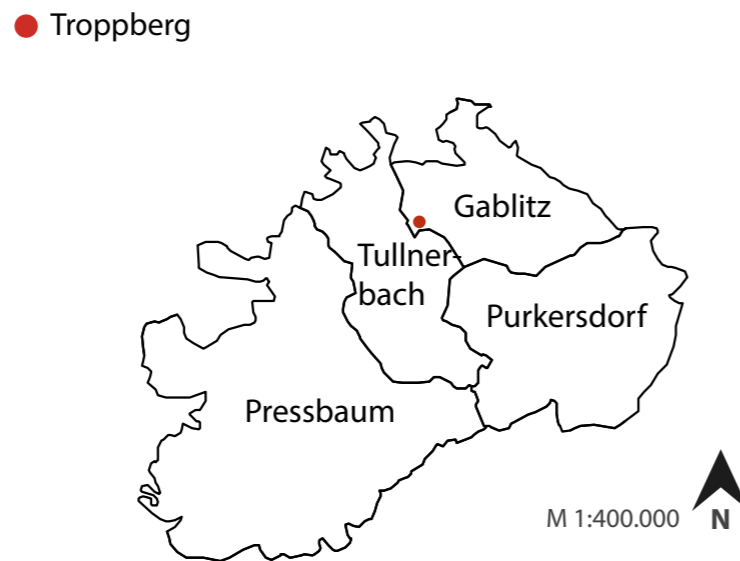 Troppberg
Gablitz
Tullner-
bach
Purkersdorf
Pressbaum
M 1:400.000
N